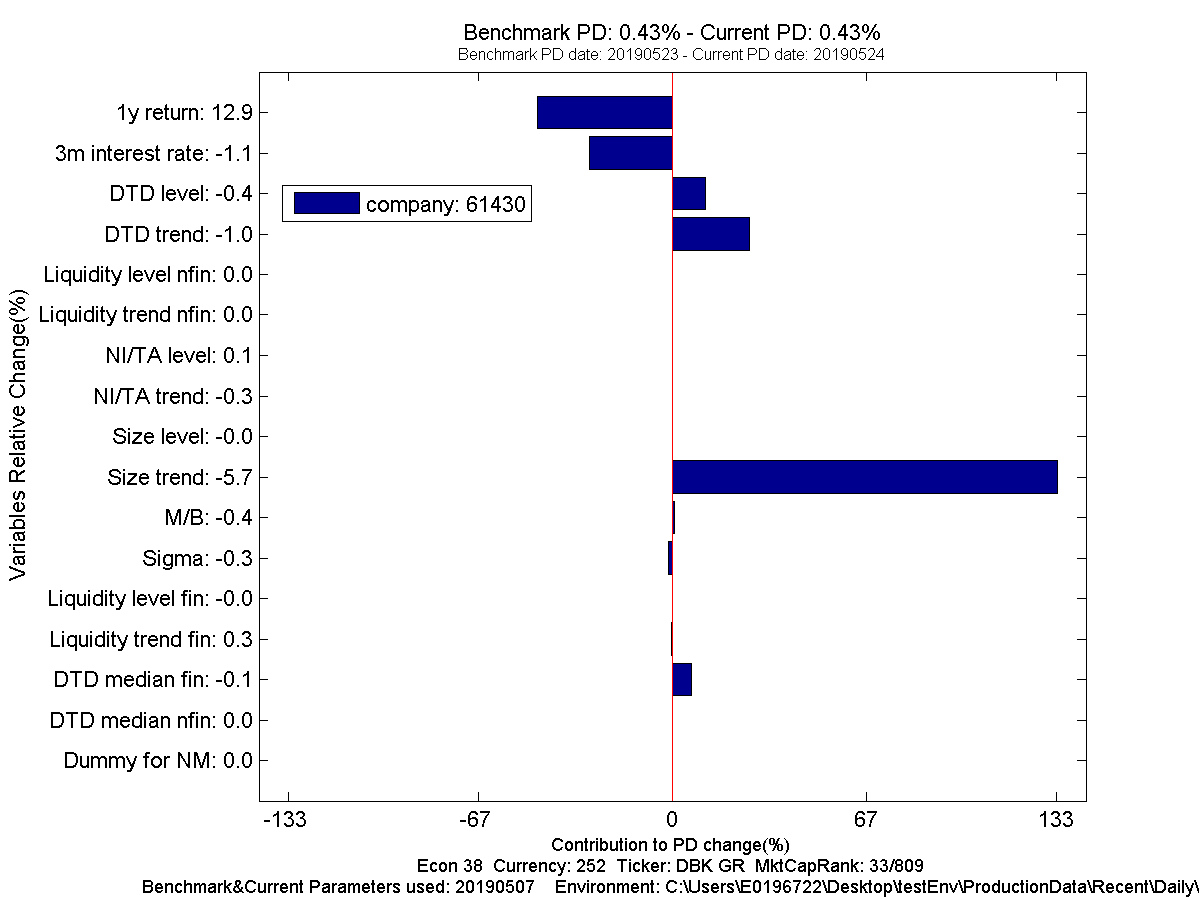 Benchmark PD: 0.43% - Current PD: 0.43%
Benchmark PD date: 20190523 - Current PD date: 20190524
Variables Relative Change(%)
1y return: 12.9
3m interest rate: -1.1
DTD level: -0.4
company: 61430
DTD trend: -1.0
Liquidity level nfin: 0.0
Liquidity trend nfin: 0.0
NI/TA level: 0.1
NI/TA trend: -0.3
Size level: -0.0
Size trend: -5.7
M/B: -0.4
Sigma: -0.3
Liquidity level fin: -0.0
Liquidity trend fin: 0.3
DTD median fin: -0.1
DTD median nfin: 0.0
Dummy for NM: 0.0
-133 -67 0 67 133
Contribution to PD change(%)
Econ 38 Currency: 252 Ticker: DBK GR MktCapRank: 33/809
Benchmark&Current Parameters used: 20190507 Environment: C:\Users\E0196722\Desktop\testEnv\ProductionData\Recent\Daily\